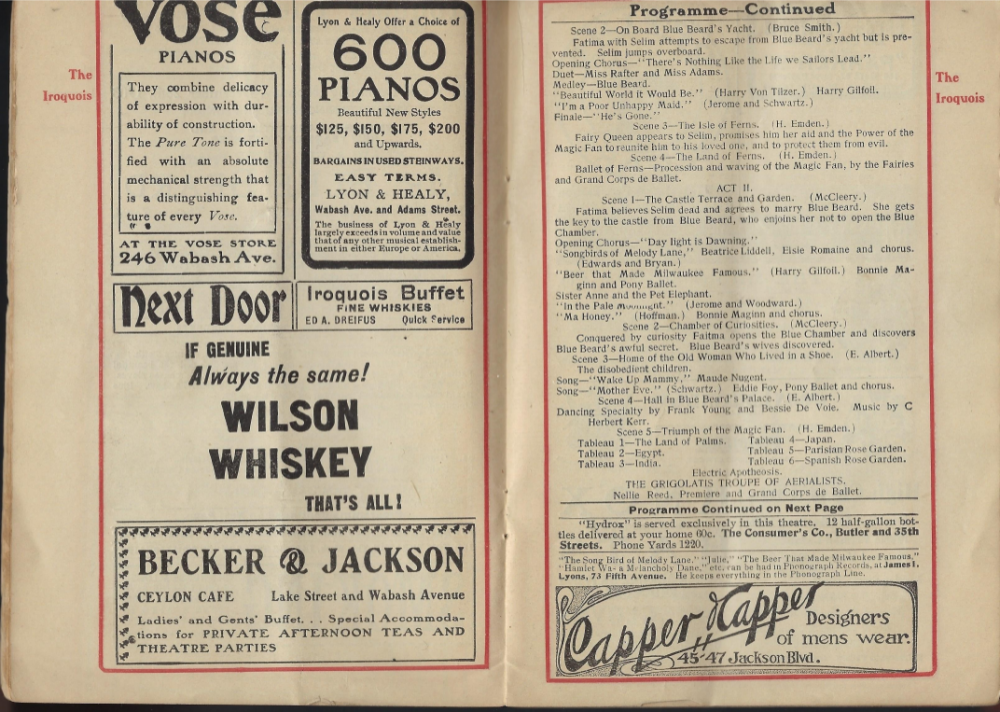 The
Iroquois
VOSE
PIANOS
They combine delicacy
of expression with dur-
ability of construction.
The Pure Tone is forti-
fied with an absolute
mechanical strength that
is a distinguishing fea-
ture of every Vose.
AT THE VOSE STORE
246 Wabash Ave.
Lyon & Healy Offer a Choice of
600
PIANOS
Beautiful New Styles
$125, $150, $175, $200
and Upwards.
BARGAINS IN USED STEINWAYS.
EASY TERMS.
LYON & HEALY,
Wabash Ave. and Adams Street.
The business of Lyon & Healy
largely exceeds in volume and value
that of any other musical establish-
ment in either Europe or America.
Next Door
Iroquois Buffet
FINE WHISKIES
ED A. DREIFUS Quick Service
IF GENUINE
Always the same!
WILSON
WHISKEY
THAT'S ALL!
BECKER & JACKSON
CEYLON CAFE Lake Street and Wabash Avenue
Ladies' and Gents' Buffet. . . Special Accommoda-
tions for PRIVATE AFTERNOON TEAS AND
THEATRE PARTIES
Programme—Continued
Scene 2—On Board Blue Beard's Yacht. (Bruce Smith.)
Fatima with Selim attempts to escape from Blue Beard's yacht but is pre-
vented. Selim jumps overboard.
Opening Chorus—"There's Nothing Like the Life we Sailors Lead."
Duet—Miss Rafter and Miss Adams.
Medley—Blue Beard.
"Beautiful World it Would be." (Harry Von Tilzer.) Harry Gilfoil.
"I'm a Poor Unhappy Maid." (Jerome and Schwartz.)
Finale—"He's Gone."
Scene 3—The Isle of Ferns. (H. Emden.)
Fairy Queen appears to Selim, promises him her aid and the Power of the
Magic Fan to reunite him to his loved one, and to protect them from evil.
Scene 4—The Land of Ferns. (H. Emden.)
Ballet of Ferns—Procession and waving of the Magic Fan, by the Fairies
and Grand Corps de Ballet.
ACT II.
Scene 1—The Castle Terrace and Garden. (McCleery.)
Fatima believes Selim dead and agrees to marry Blue Beard. She gets
the key to the castle from Blue Beard, who enjoins her not to open the Blue
Chamber.
Opening Chorus—"Day light is Dawning."
"Songbirds of Melody Lane," Beatrice Liddell, Elsie Romaine and chorus.
(Edwards and Bryan.)
"Beer that Made Milwaukee Famous." (Harry Gilfoil.) Bonnie Ma-
ginn and Pony Ballet.
Sister Anne and the Pet Elephant.
"In the Pale Moonlight." (Jerome and Woodward.)
"Ma Honey." (Hoffman.) Bonnie Maginn and chorus.
Scene 2—Chamber of Curiosities. (McCleery.)
Conquered by curiosity Faitma opens the Blue Chamber and discovers
Blue Beard's awful secret. Blue Beard's wives discovered.
Scene 3—Home of the Old Woman Who Lived in a Shoe. (E. Albert.)
The disobedient children.
Song—"Wake Up Mammy," Maude Nugent.
Song—"Mother Eve." (Schwartz.) Eddie Foy, Pony Ballet and chorus.
Scene 4—Hall in Blue Beard's Palace. (E. Albert.)
Dancing Specialty by Frank Young and Bessie De Voie. Music by C
Herbert Kerr.
Scene 5—Triumph of the Magic Fan. (H. Emden.)
Tableau 1—The Land of Palms. Tableau 4—Japan.
Tableau 2—Egypt. Tableau 5—Parisian Rose Garden.
Tableau 3—India. Tableau 6—Spanish Rose Garden.
Electric Apotheosis.
THE GRIGOLATIS TROUPE OF AERIALISTS.
Nellie Reed, Premiere and Grand Corps de Ballet.
Programme Continued on Next Page
"Hydrox" is served exclusively in this theatre. 12 half-gallon bot-
tles delivered at your home 60c. The Consumer's Co., Butler and 35th
Streets. Phone Yards 1220.
"The Song Bird of Melody Lane." "Julie," "The Beer That Made Milwaukee Famous,"
"Hamlet Was a Melancholy Dane," etc. can be had in Phonograph Records, at James I.
Lyons, 73 Fifth Avenue. He keeps everything in the Phonograph Line.
Capper & Capper
Designers
of mens wear.
45-47 Jackson Blvd.
The
Iroquois